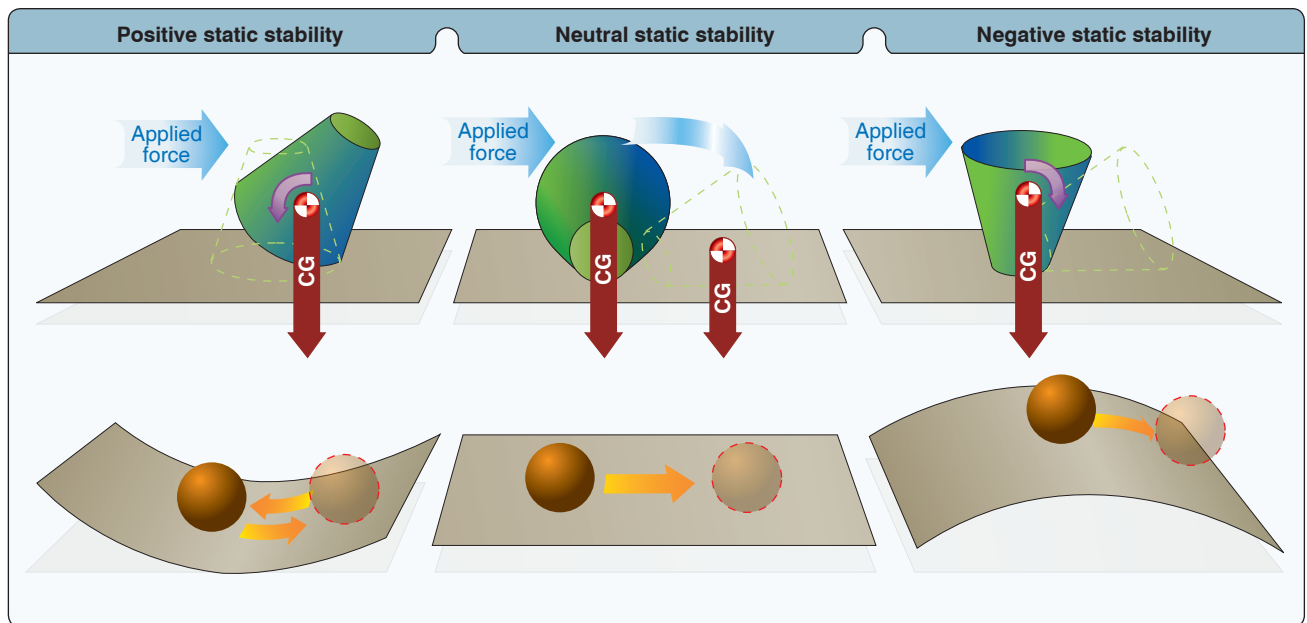 Positive static stability
Neutral static stability
Negative static stability
Applied
force
Applied
force
Applied
force
CG
CG
CG
CG